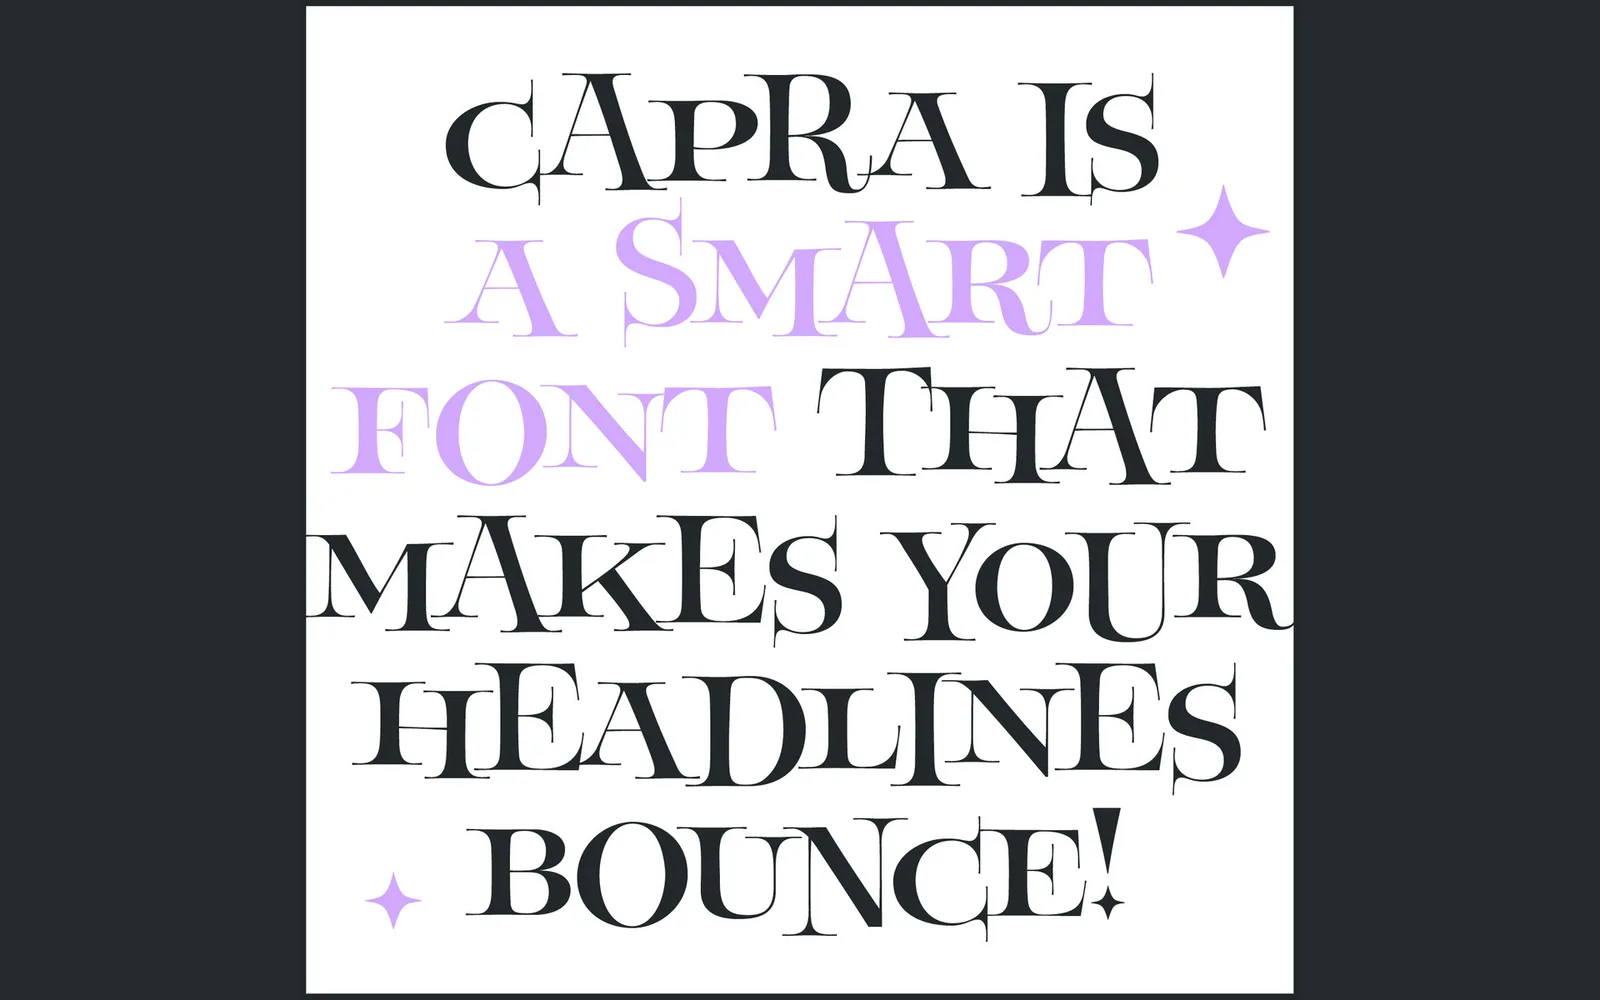 CAPRA IS
A SMART
FONT THAT
MAKES YOUR
HEADLINES
BOUNCE!